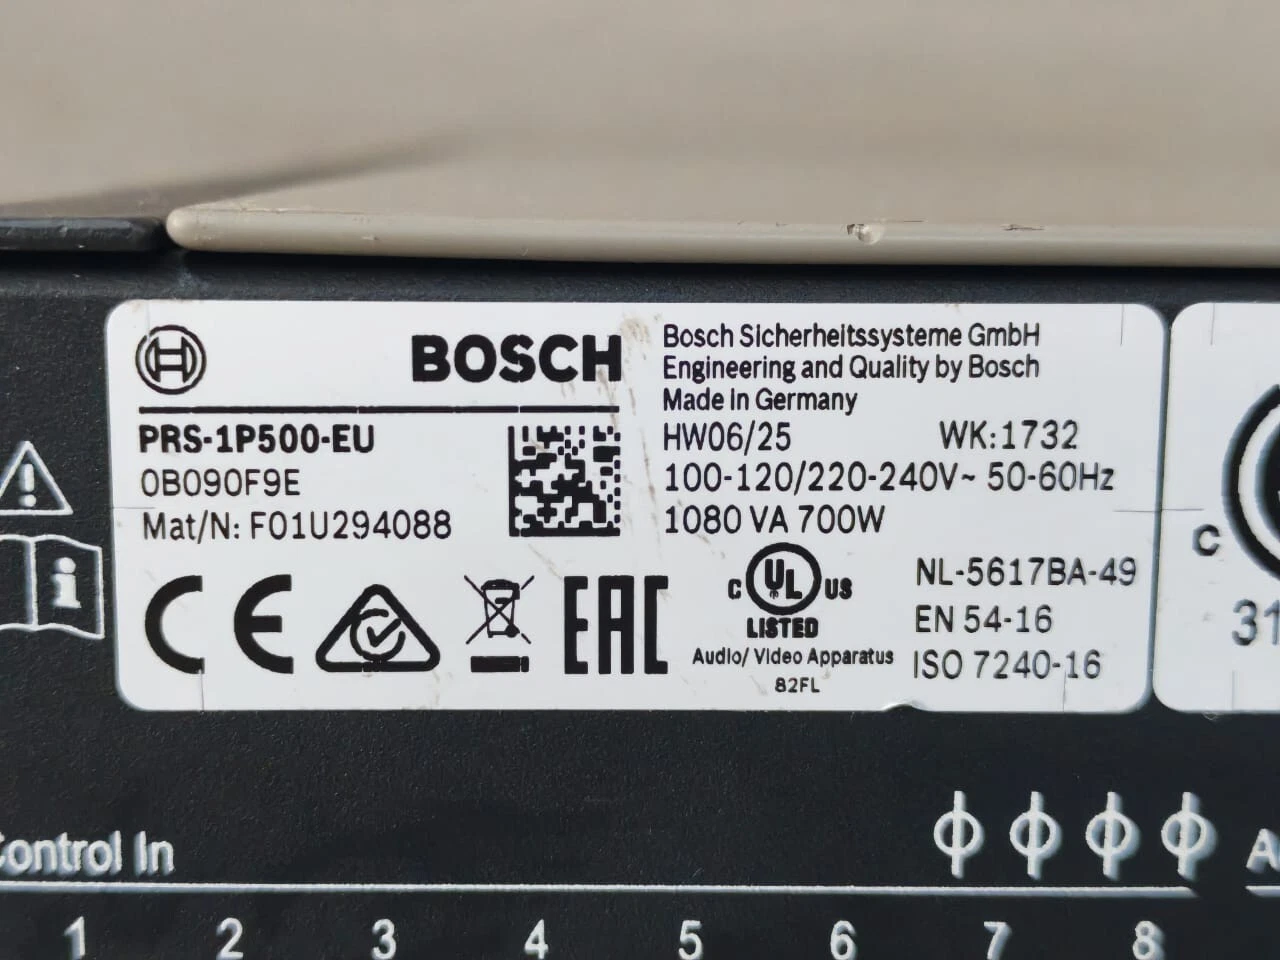 BOSCH
PRS-1P500-EU
0B090F9E
Mat/N: F01U294088
Bosch Sicherheitssysteme GmbH
Engineering and Quality by Bosch
Made in Germany
HW06/25 WK:1732
100-120/220-240V~ 50-60Hz
1080 VA 700W
CE
EAC
C UL US
LISTED
Audio/Video Apparatus
82FL
NL-5617BA-49
EN 54-16
ISO 7240-16
C
31
Control In
1 2 3 4 5 6 7 8